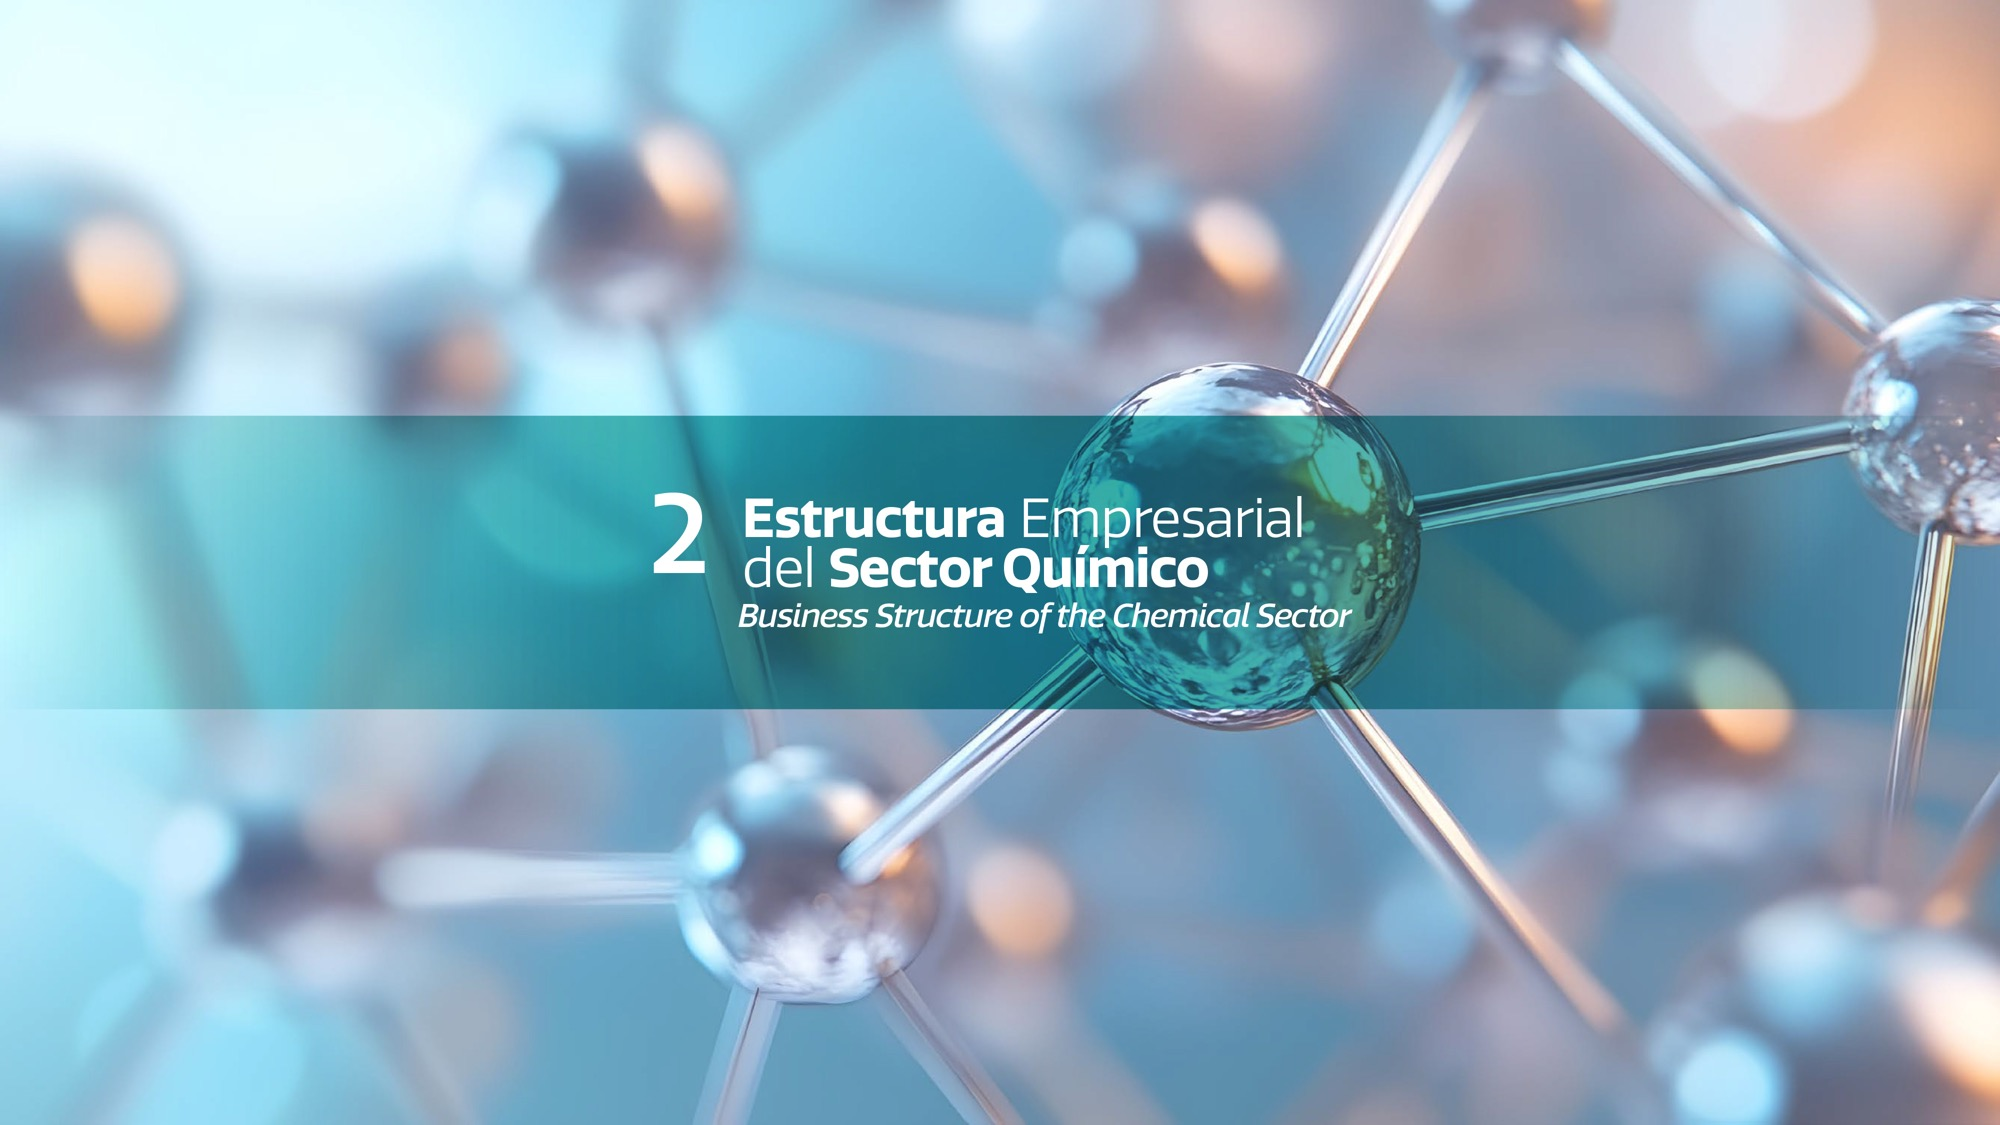 2
Estructura Empresarial
del Sector Químico
Business Structure of the Chemical Sector